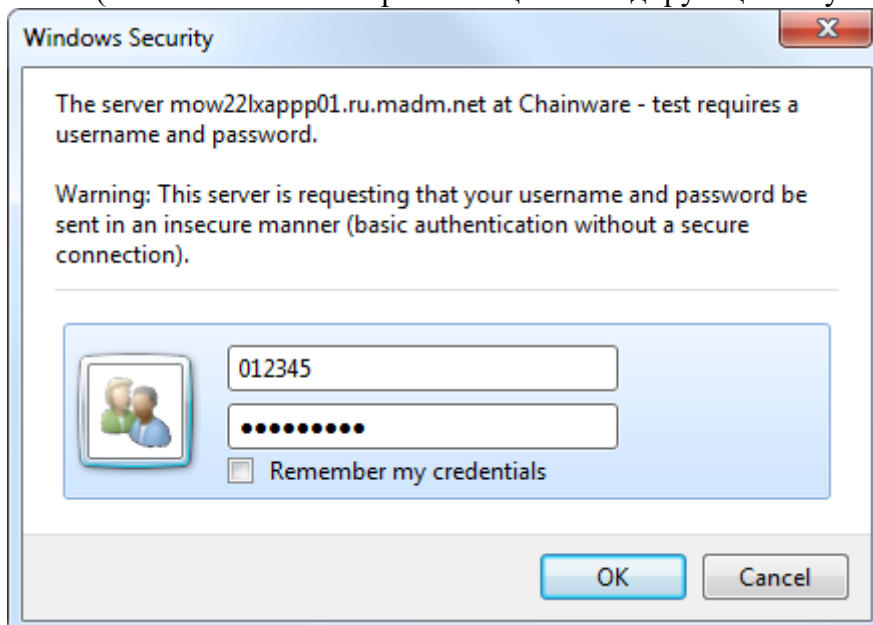 Windows Security
The server mow22lxappp01.ru.madm.net at Chainware - test requires a
username and password.
Warning: This server is requesting that your username and password be
sent in an insecure manner (basic authentication without a secure
connection).
012345
•••••••••
Remember my credentials
OK
Cancel